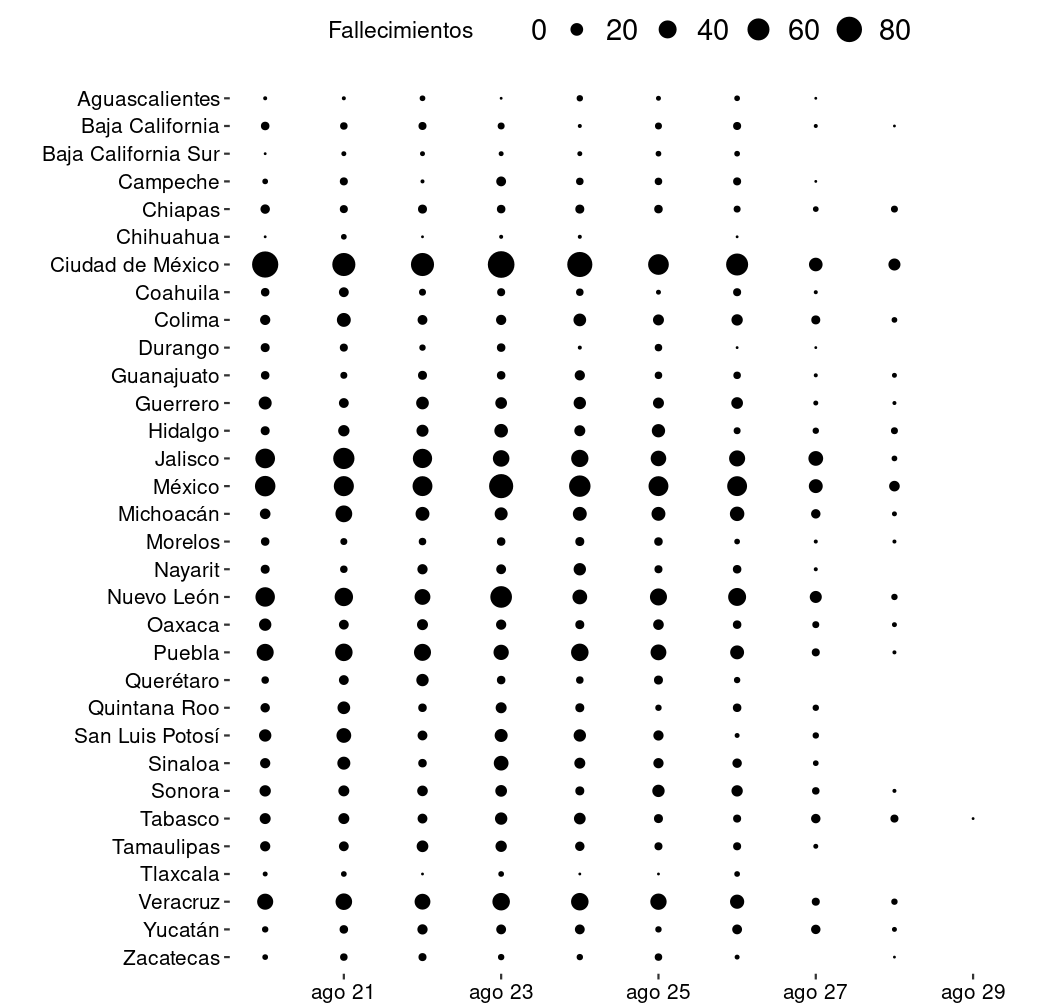 Fallecimientos 0 20 40 60 80
Aguascalientes
Baja California
Baja California Sur
Campeche
Chiapas
Chihuahua
Ciudad de México
Coahuila
Colima
Durango
Guanajuato
Guerrero
Hidalgo
Jalisco
México
Michoacán
Morelos
Nayarit
Nuevo León
Oaxaca
Puebla
Querétaro
Quintana Roo
San Luis Potosí
Sinaloa
Sonora
Tabasco
Tamaulipas
Tlaxcala
Veracruz
Yucatán
Zacatecas
ago 21 ago 23 ago 25 ago 27 ago 29